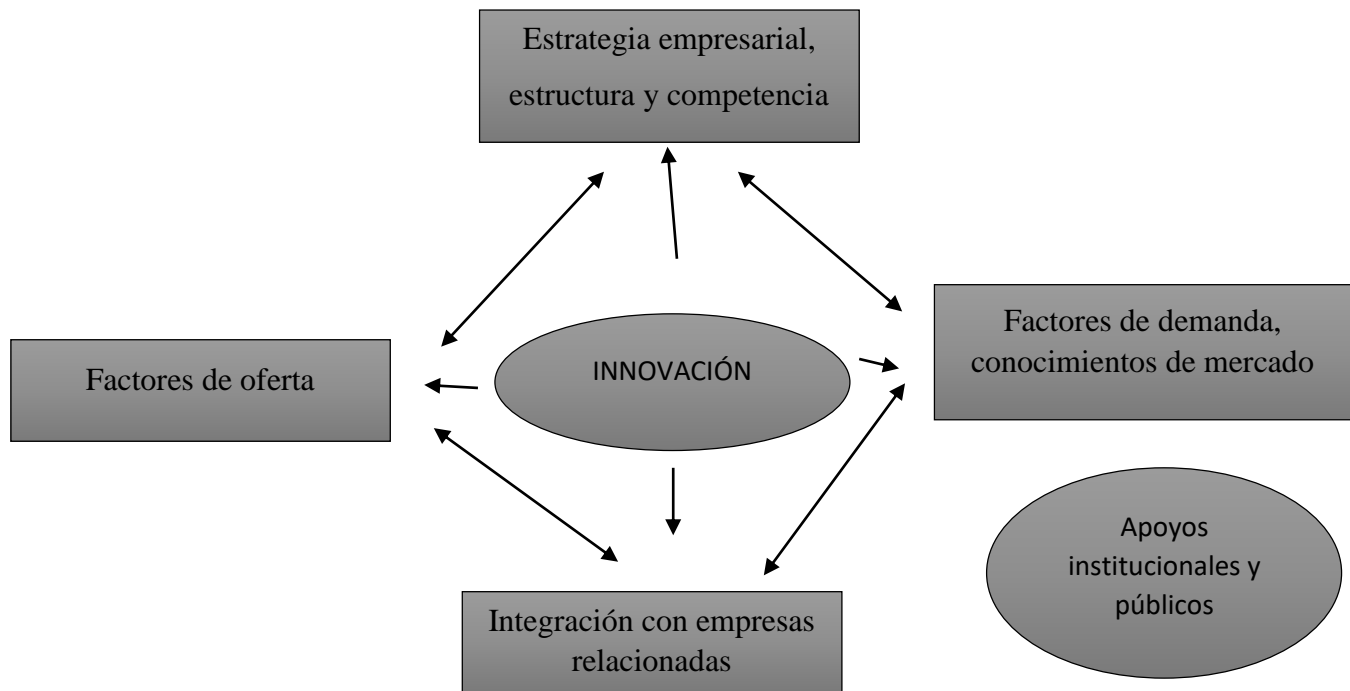 Estrategia empresarial,
estructura y competencia
Factores de demanda,
conocimientos de mercado
INNOVACIÓN
Factores de oferta
Apoyos
institucionales y
públicos
Integración con empresas
relacionadas